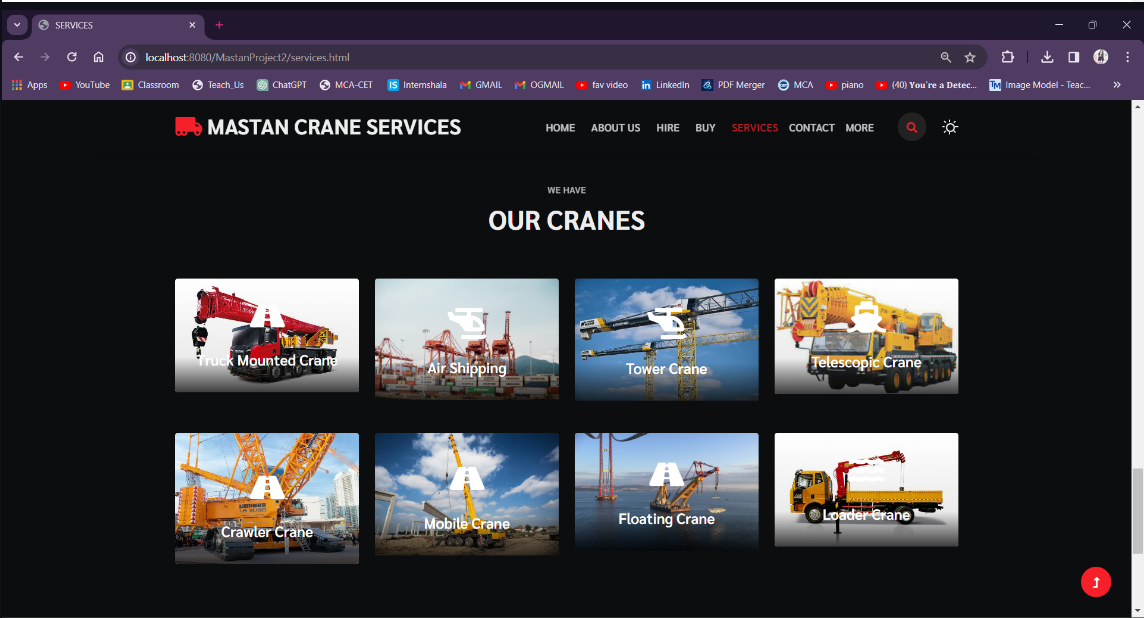 SERVICES
localhost:8080/MastanProject2/services.html
Apps
YouTube
Classroom
Teach_Us
ChatGPT
MCA-CET
Internshala
GMAIL
OGMAIL
fav video
LinkedIn
PDF Merger
MCA
piano
(40) You're a Detec...
Image Model - Teac...
MASTAN CRANE SERVICES
HOME ABOUT US HIRE BUY SERVICES CONTACT MORE
WE HAVE
OUR CRANES
Truck Mounted Crane
Air Shipping
Tower Crane
Telescopic Crane
Crawler Crane
Mobile Crane
Floating Crane
Loader Crane